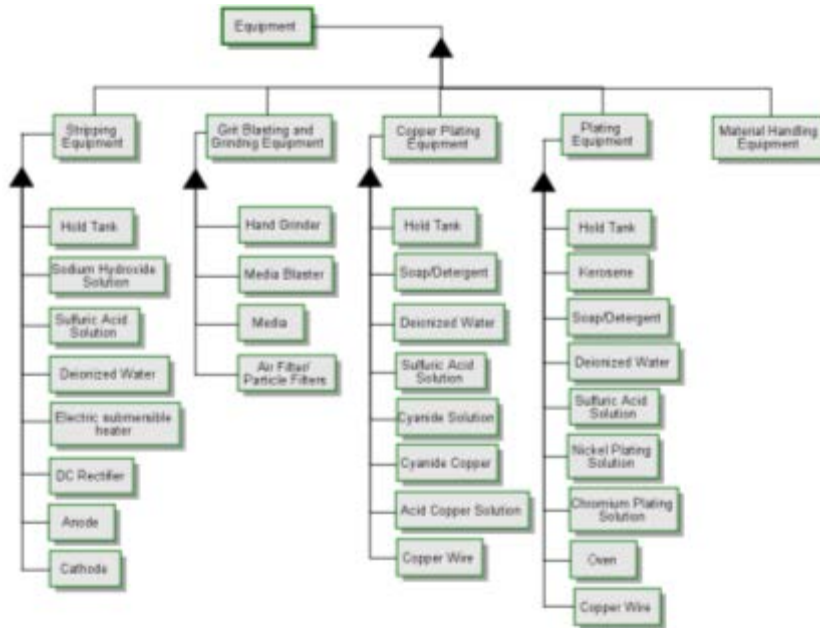 Equipment
Stripping
Equipment
Grit Blasting and
Grindnig Equipment
Copper Plating
Equipment
Plating
Equipment
Material Handling
Equipment
Hold Tank
Sodium Hydroxide
Solution
Sulfuric Acid
Solution
Deionized Water
Electric submersible
heater
DC Rectifier
Anode
Cathode
Hand Grinder
Media Blaster
Media
Air Filter/
Particle Filters
Hold Tank
Soap/Detergent
Deionized Water
Sulfuric Acid
Solution
Cyanide Solution
Cyanide Copper
Acid Copper Solution
Copper Wire
Hold Tank
Kerosene
Soap/Detergent
Deionized Water
Sulfuric Acid
Solution
Nickel Plating
Solution
Chromium Plating
Solution
Oven
Copper Wire